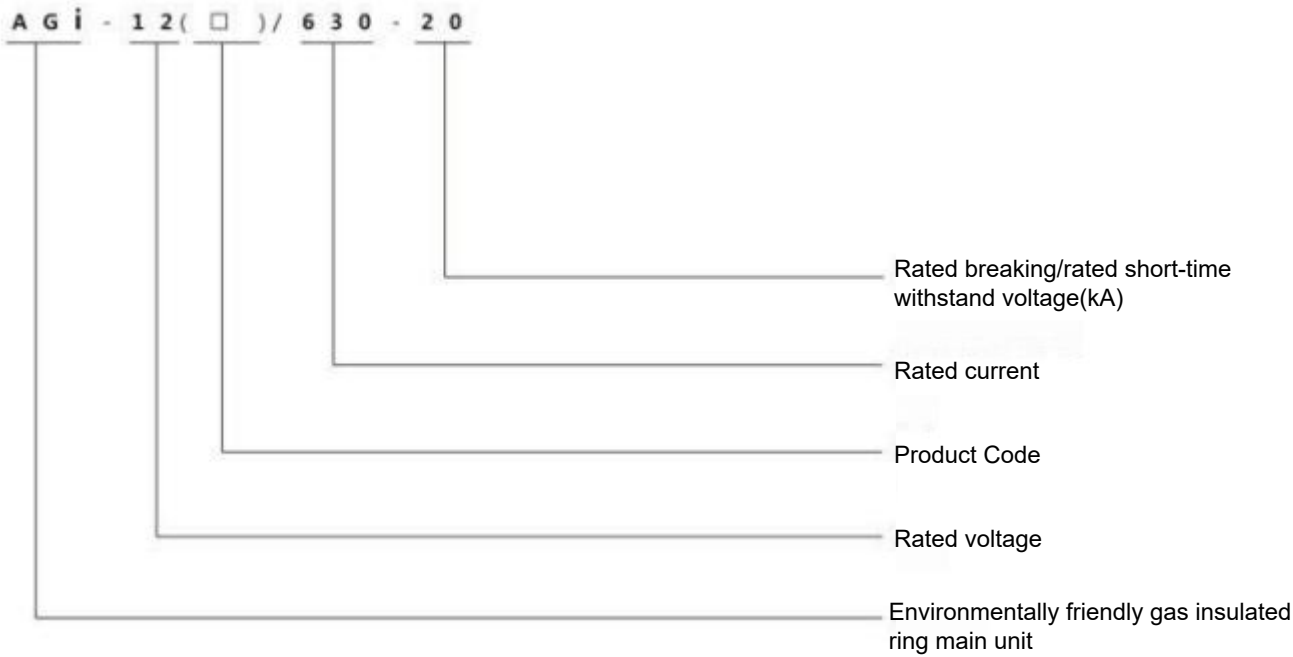 AGi - 12(□)/630 - 20
Rated breaking/rated short-time
withstand voltage(kA)
Rated current
Product Code
Rated voltage
Environmentally friendly gas insulated
ring main unit